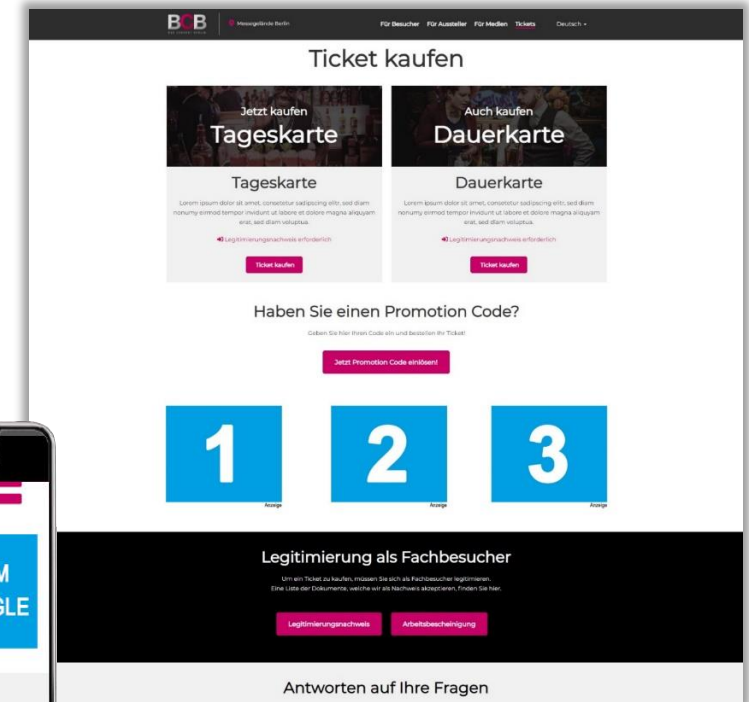 BCB
BAR CONVENT BERLIN
Messegelände Berlin
Für Besucher Für Aussteller Für Medien Tickets Deutsch
Ticket kaufen
Jetzt kaufen
Tageskarte
Auch kaufen
Dauerkarte
Tageskarte
Lorem ipsum dolor sit amet, consetetur sadipscing elitr, sed diam
nonumy eirmod tempor invidunt ut labore et dolore magna aliquyam
erat, sed diam voluptua.
Legitimierungsnachweis erforderlich
Ticket kaufen
Dauerkarte
Lorem ipsum dolor sit amet, consetetur sadipscing elitr, sed diam
nonumy eirmod tempor invidunt ut labore et dolore magna aliquyam
erat, sed diam voluptua.
Legitimierungsnachweis erforderlich
Ticket kaufen
Haben Sie einen Promotion Code?
Geben Sie hier Ihren Code ein und bestellen Ihr Ticket!
Jetzt Promotion Code einlösen!
1
2
3
Anzeige
Anzeige
Anzeige
Legitimierung als Fachbesucher
Um ein Ticket zu kaufen, müssen Sie sich als Fachbesucher legitimieren.
Eine Liste der Dokumente, welche wir als Nachweis akzeptieren, finden Sie hier.
Legitimierungsnachweis
Arbeitsbescheinigung
Antworten auf Ihre Fragen
M
GLE